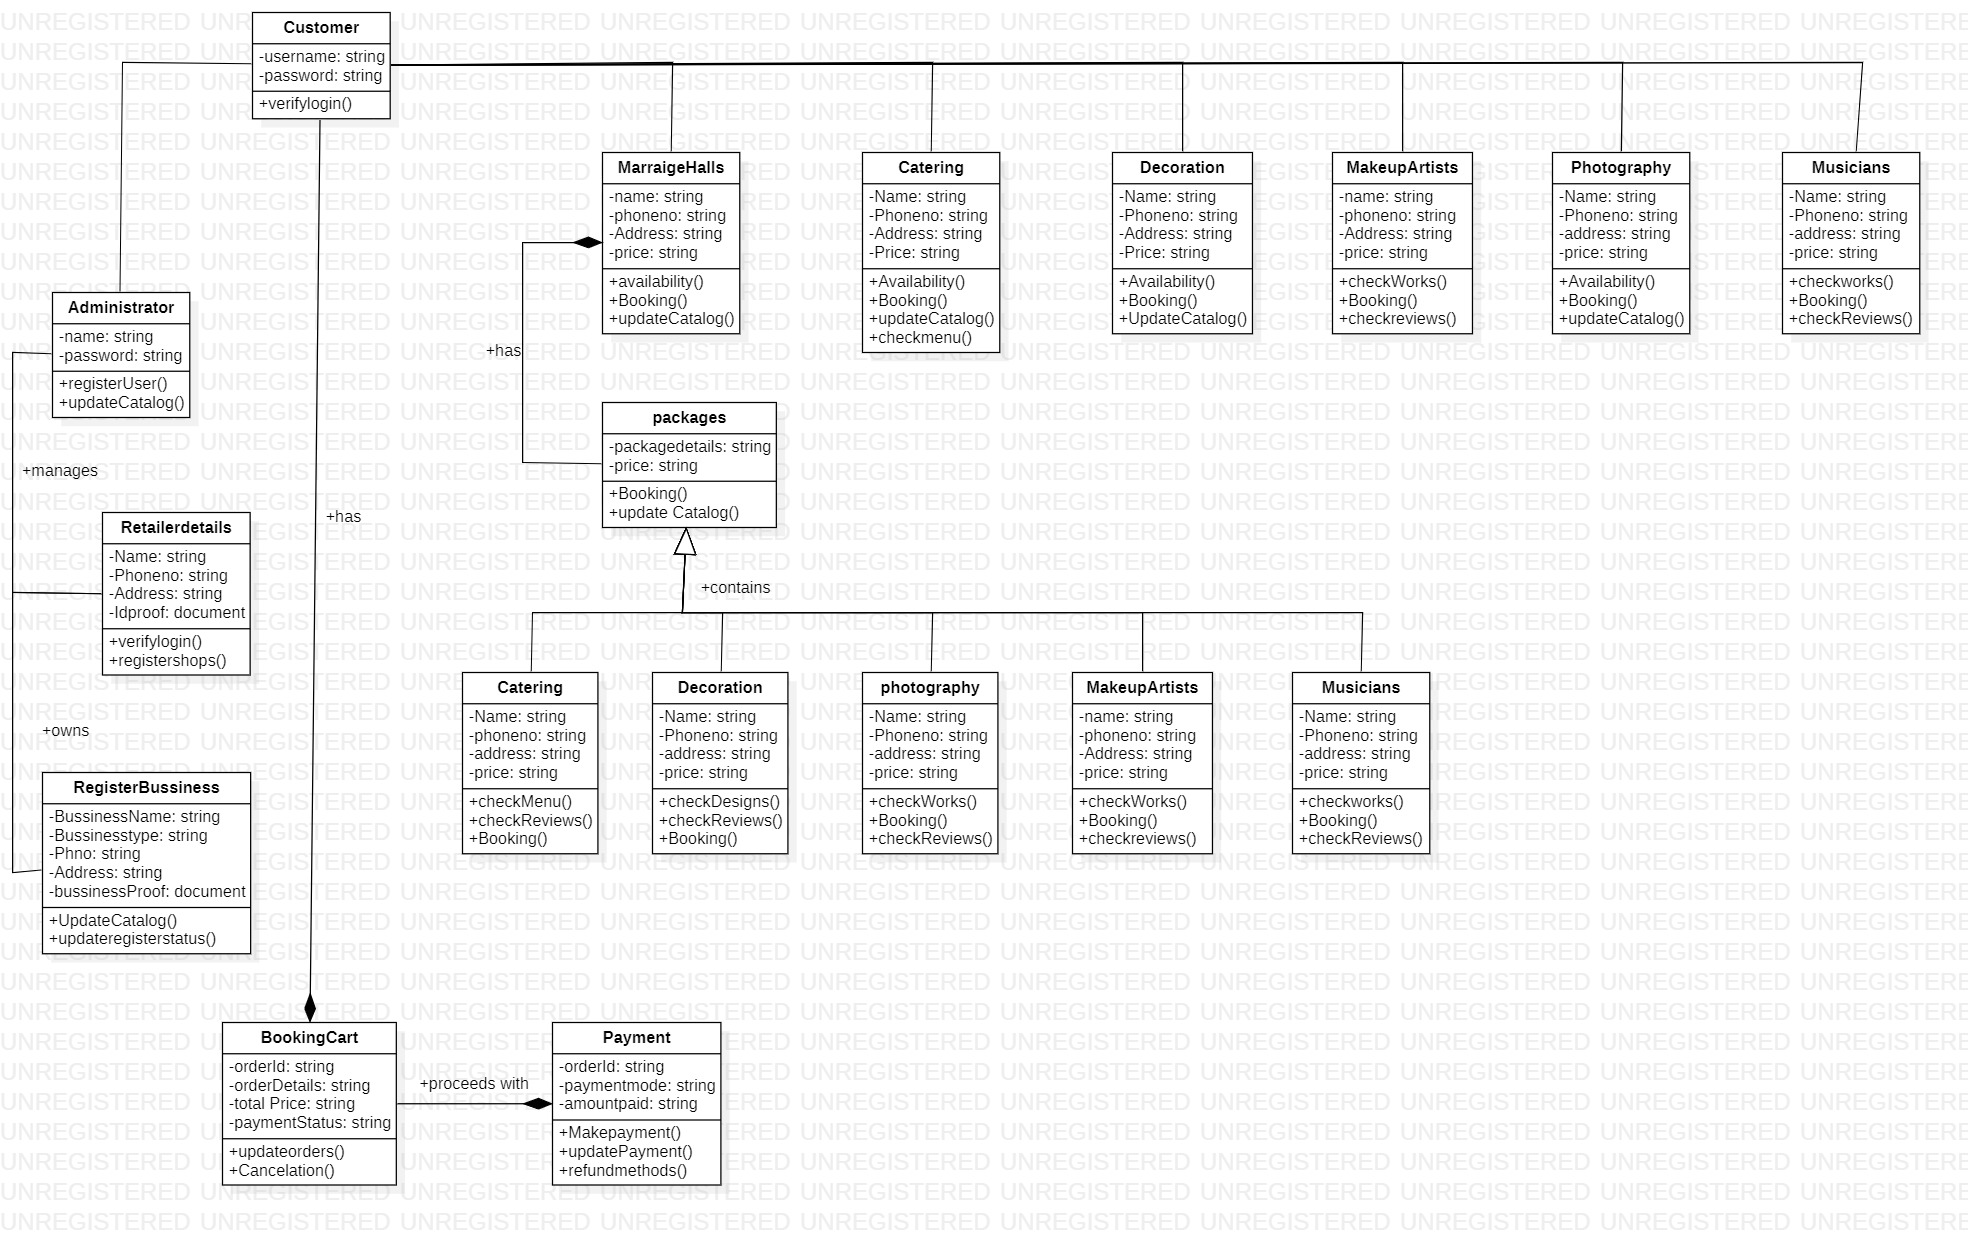 Customer
-username: string
-password: string
+verifylogin()
MarraigeHalls
-name: string
-phoneno: string
-Address: string
-price: string
+availability()
+Booking()
+updateCatalog()
Catering
-Name: string
-Phoneno: string
-Address: string
-Price: string
+Availability()
+Booking()
+updateCatalog()
+checkmenu()
Decoration
-Name: string
-Phoneno: string
-Address: string
-Price: string
+Availability()
+Booking()
+UpdateCatalog()
MakeupArtists
-name: string
-phoneno: string
-Address: string
-price: string
+checkWorks()
+Booking()
+checkreviews()
Photography
-Name: string
-Phoneno: string
-address: string
-price: string
+Availability()
+Booking()
+updateCatalog()
Musicians
-Name: string
-Phoneno: string
-address: string
-price: string
+checkworks()
+Booking()
+checkReviews()
Administrator
-name: string
-password: string
+registerUser()
+updateCatalog()
+has
packages
-packagedetails: string
-price: string
+Booking()
+update Catalog()
+manages
+has
Retailerdetails
-Name: string
-Phoneno: string
-Address: string
-Idproof: document
+verifylogin()
+registershops()
+contains
Catering
-Name: string
-phoneno: string
-address: string
-price: string
+checkMenu()
+checkReviews()
+Booking()
Decoration
-Name: string
-Phoneno: string
-address: string
-price: string
+checkDesigns()
+checkReviews()
+Booking()
photography
-Name: string
-Phoneno: string
-address: string
-price: string
+checkWorks()
+Booking()
+checkReviews()
MakeupArtists
-name: string
-phoneno: string
-Address: string
-price: string
+checkWorks()
+Booking()
+checkreviews()
Musicians
-Name: string
-Phoneno: string
-address: string
-price: string
+checkworks()
+Booking()
+checkReviews()
+owns
RegisterBussiness
-BussinessName: string
-Bussinesstype: string
-Phno: string
-Address: string
-bussinessProof: document
+UpdateCatalog()
+updateregisterstatus()
BookingCart
-orderId: string
-orderDetails: string
-total Price: string
-paymentStatus: string
+updateorders()
+Cancelation()
+proceeds with
Payment
-orderId: string
-paymentmode: string
-amountpaid: string
+Makepayment()
+updatePayment()
+refundmethods()
UNREGISTERED